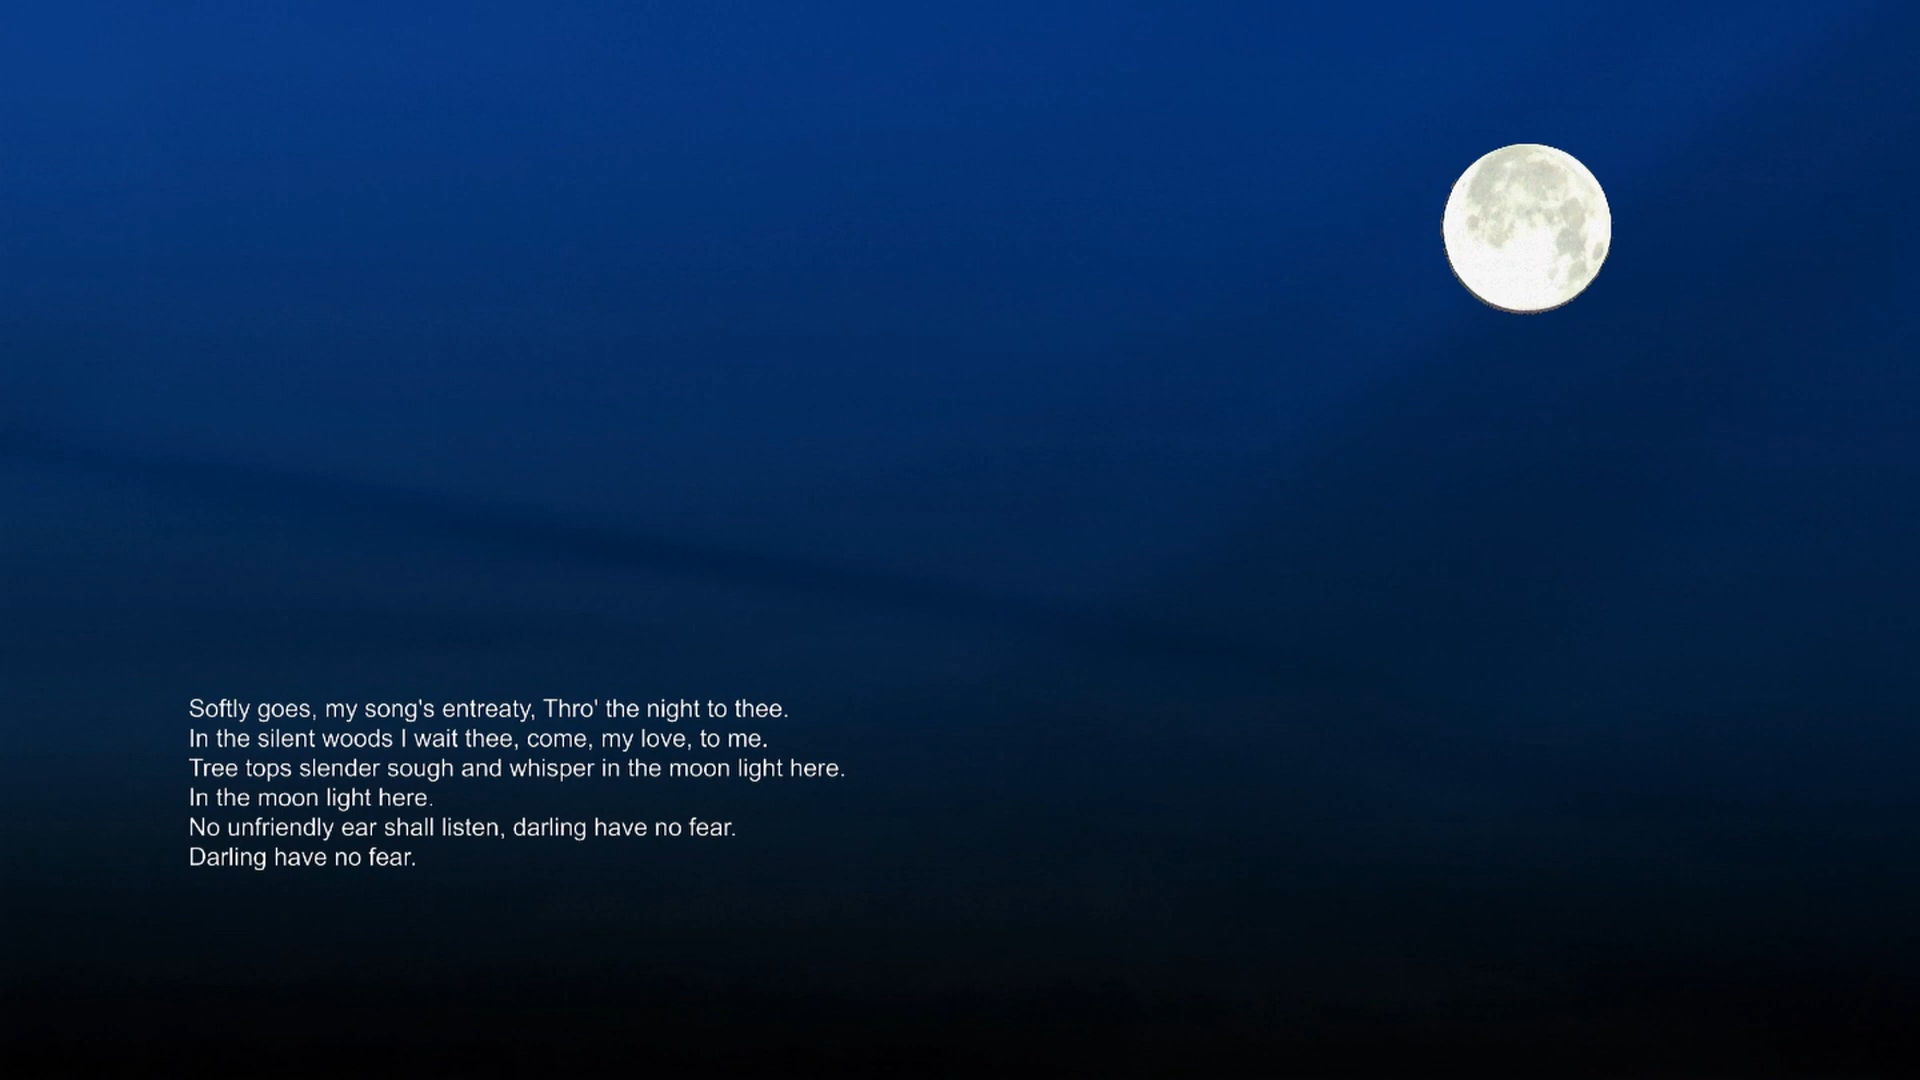 Softly goes, my song's entreaty, Thro' the night to thee.
In the silent woods I wait thee, come, my love, to me.
Tree tops slender sough and whisper in the moon light here.
In the moon light here.
No unfriendly ear shall listen, darling have no fear.
Darling have no fear.